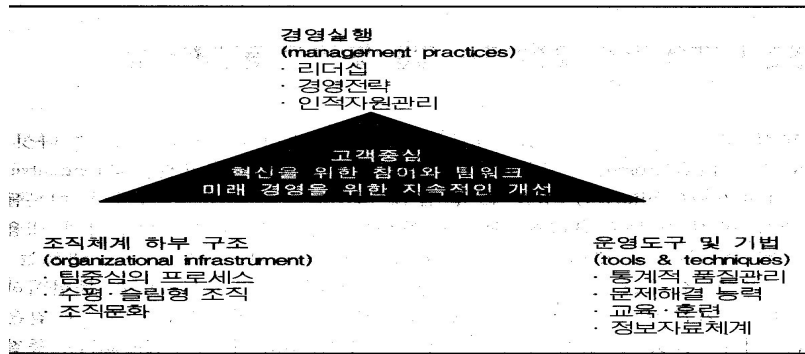 경영실행
(management practices)
· 리더십
· 경영전략
· 인적자원관리
고객중심
혁신을 위한 참여와 팀워크
미래 경영을 위한 지속적인 개선
조직체계 하부 구조
(organizational infrastrument)
· 팀중심의 프로세스
· 수평·슬림형 조직
· 조직문화
운영도구 및 기법
(tools & techniques)
· 통계적 품질관리
· 문제해결 능력
· 교육·훈련
· 정보자료체계